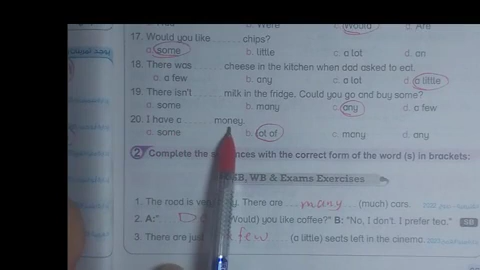 b. Were c. Would d. Are
17. Would you like ........ chips?
a. some b. little c. a lot d. an
18. There was ........ cheese in the kitchen when dad asked to eat.
a. a few b. any c. a lot d. a little
19. There isn't ........ milk in the fridge. Could you go and buy some?
a. some b. many c. any d. a few
20. I have a ........ money.
a. some b. lot of c. many d. any
2 Complete the sentences with the correct form of the word (s) in brackets:
SB, WB & Exams Exercises
1. The road is very. There are many (much) cars.
2. A: "D (Would) you like coffee?" B: "No, I don't. I prefer tea." SB
3. There are just few (a little) seats left in the cinema.